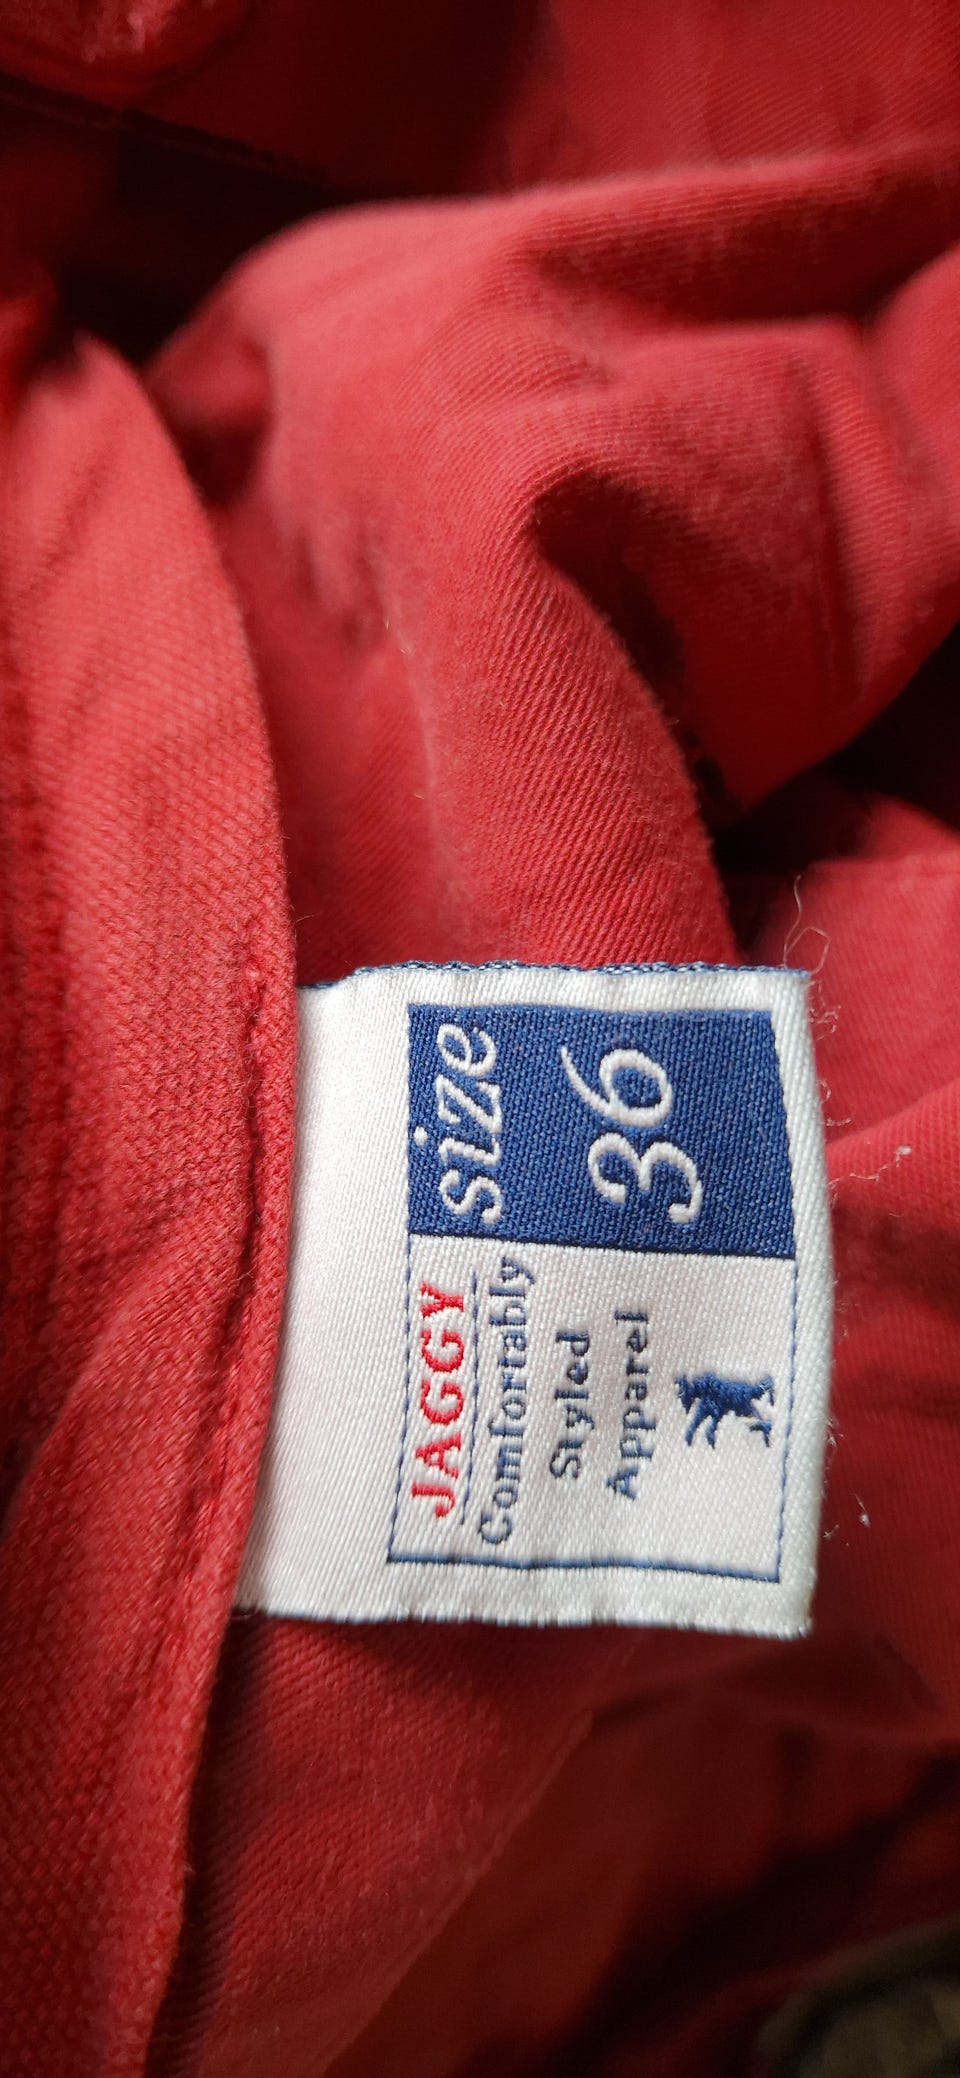 JAGGY
Comfortably
Styled
Apparel
size
36